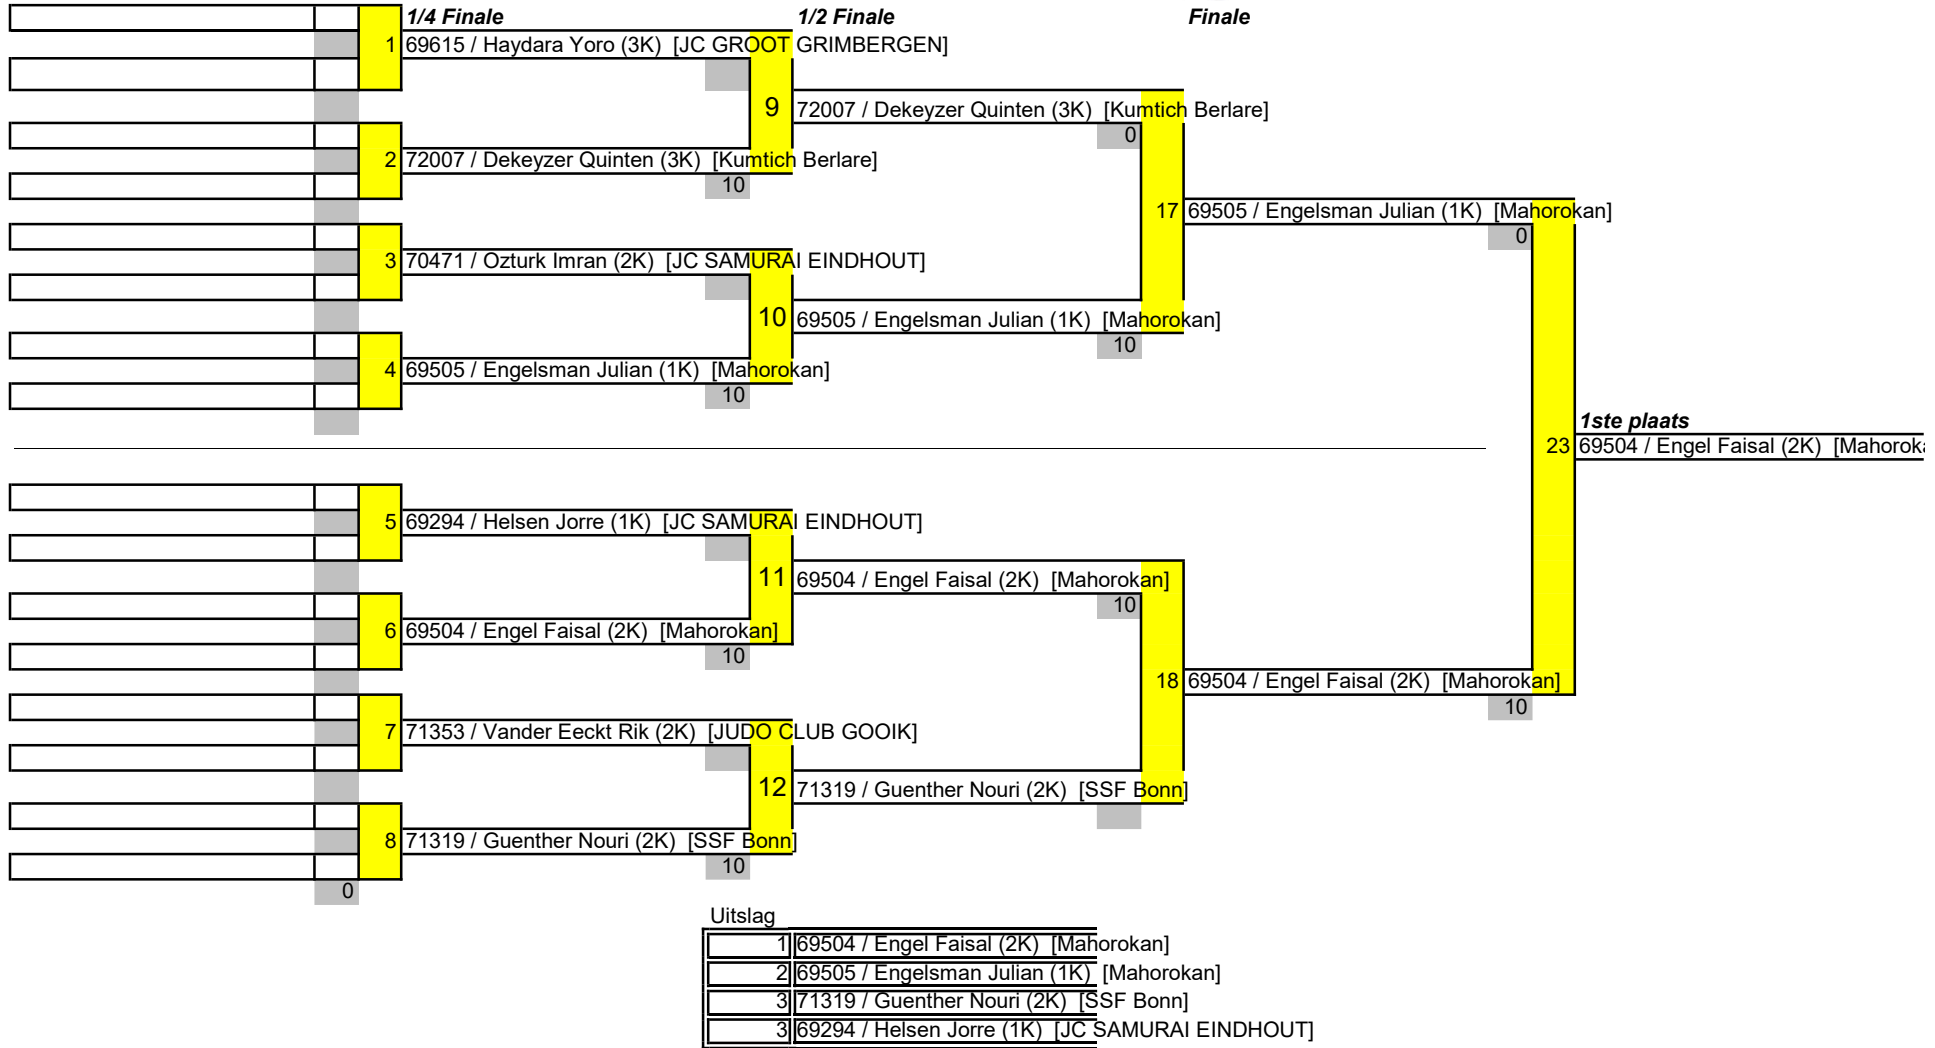 1/4 Finale 1/2 Finale Finale
1 69615 / Haydara Yoro (3K) [JC GROOT GRIMBERGEN]
9 72007 / Dekeyzer Quinten (3K) [Kumtich Berlare]
0
2 72007 / Dekeyzer Quinten (3K) [Kumtich Berlare]
10
17 69505 / Engelsman Julian (1K) [Mahorokan]
0
3 70471 / Ozturk Imran (2K) [JC SAMURAI EINDHOUT]
10 69505 / Engelsman Julian (1K) [Mahorokan]
10
4 69505 / Engelsman Julian (1K) [Mahorokan]
10
1ste plaats
23 69504 / Engel Faisal (2K) [Mahoroka
5 69294 / Helsen Jorre (1K) [JC SAMURAI EINDHOUT]
11 69504 / Engel Faisal (2K) [Mahorokan]
10
6 69504 / Engel Faisal (2K) [Mahorokan]
10
18 69504 / Engel Faisal (2K) [Mahorokan]
10
7 71353 / Vander Eeckt Rik (2K) [JUDO CLUB GOOIK]
12 71319 / Guenther Nouri (2K) [SSF Bonn]
8 71319 / Guenther Nouri (2K) [SSF Bonn]
10
0
Uitslag
1 69504 / Engel Faisal (2K) [Mahorokan]
2 69505 / Engelsman Julian (1K) [Mahorokan]
3 71319 / Guenther Nouri (2K) [SSF Bonn]
3 69294 / Helsen Jorre (1K) [JC SAMURAI EINDHOUT]